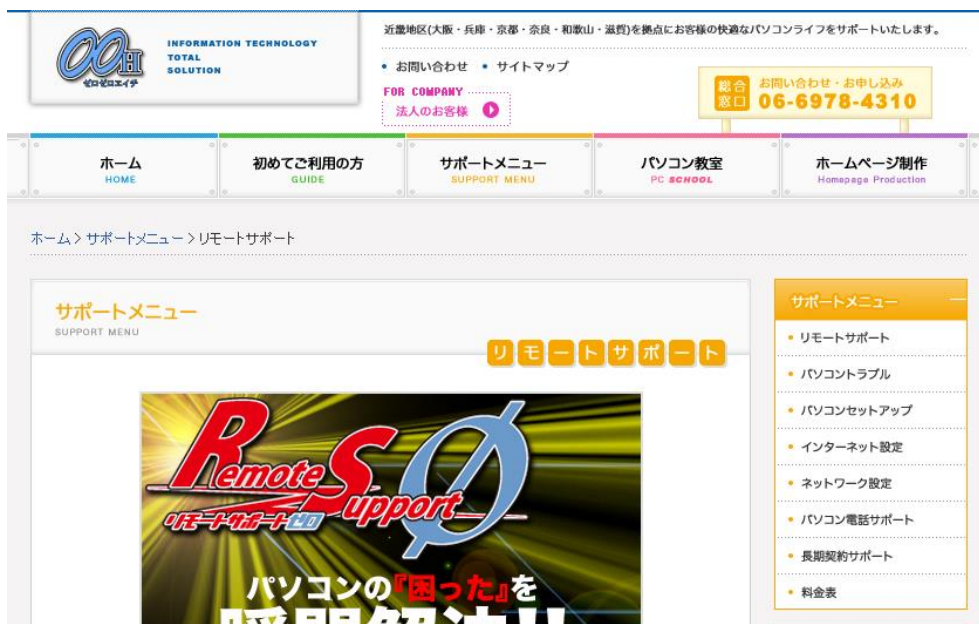 近畿地区(大阪・兵庫・京都・奈良・和歌山・滋賀)を拠点にお客様の快適なパソコンライフをサポートいたします。
OOH
ゼロゼロエイチ
INFORMATION TECHNOLOGY
TOTAL
SOLUTION
• お問い合わせ • サイトマップ
FOR COMPANY
法人のお客様
総合
窓口
お問い合わせ・お申し込み
06-6978-4310
ホーム
HOME
初めてご利用の方
GUIDE
サポートメニュー
SUPPORT MENU
パソコン教室
PC SCHOOL
ホームページ制作
Homepage Production
ホーム > サポートメニュー > リモートサポート
サポートメニュー
SUPPORT MENU
リモートサポート
Remote Support 0
リモートサポートゼロ
パソコンの『困った』を
瞬間解決!!
サポートメニュー
• リモートサポート
• パソコントラブル
• パソコンセットアップ
• インターネット設定
• ネットワーク設定
• パソコン電話サポート
• 長期契約サポート
• 料金表